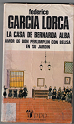 federico
GARCIA LORCA
LA CASA DE BERNARDA ALBA
AMOR DE DON PERLIMPLIN CON BELISA
EN SU JARDIN